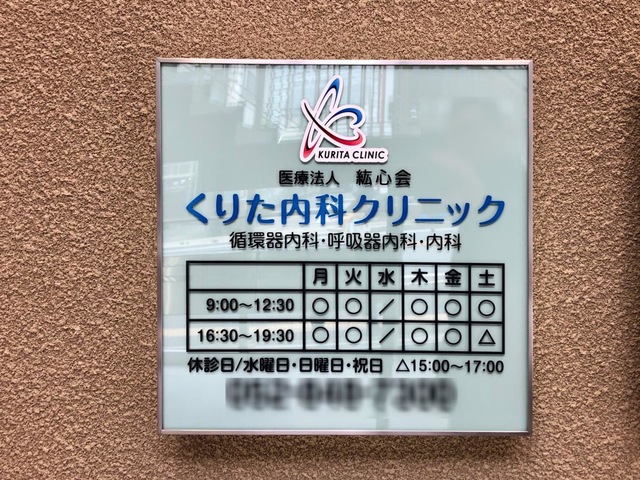 KURITA CLINIC
医療法人 紘心会
くりた内科クリニック
循環器内科・呼吸器内科・内科
月 火 水 木 金 土
9:00〜12:30 ○ ○ ／ ○ ○ ○
16:30〜19:30 ○ ○ ／ ○ ○ △
休診日/水曜日・日曜日・祝日 △15:00〜17:00